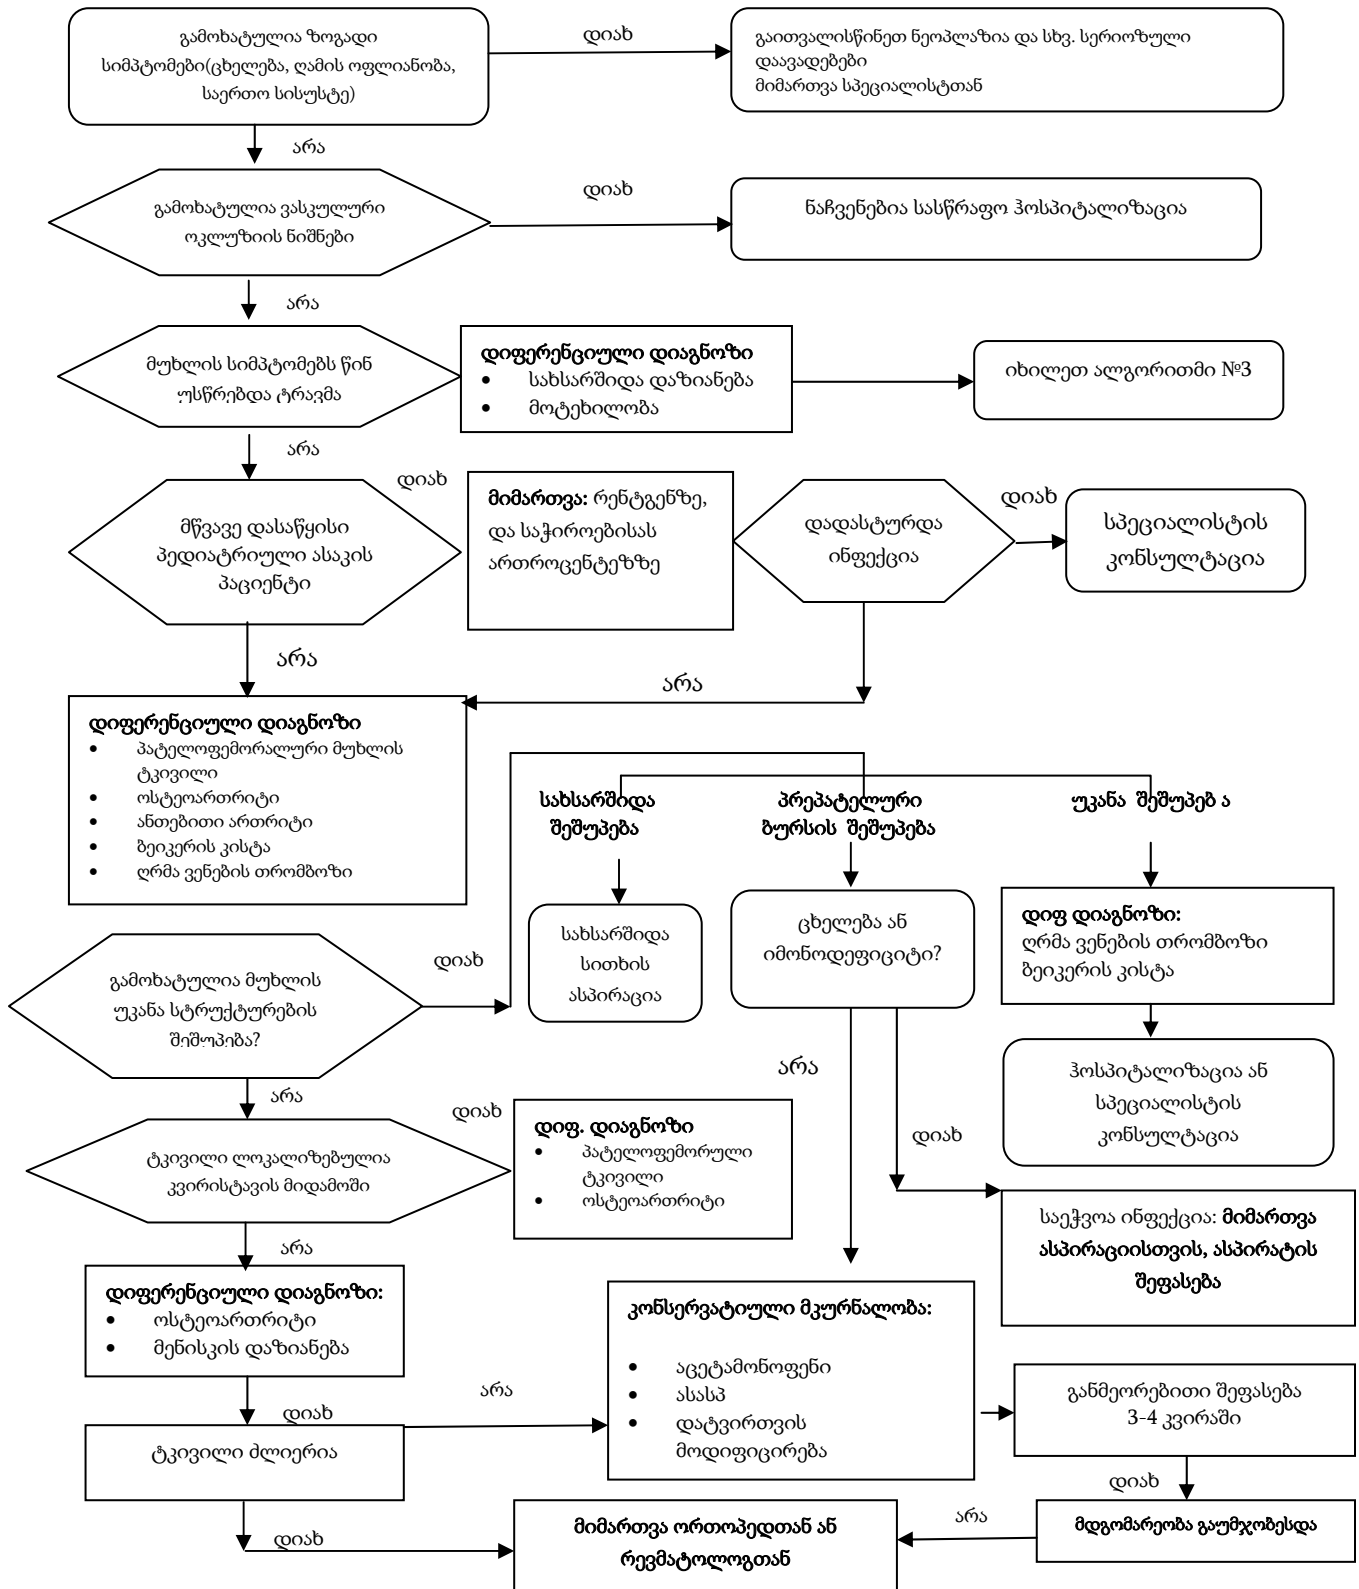 გამოხატულია ზოგადი
სიმპტომები(ცხელება, ღამის ოფლიანობა,
საერთო სისუსტე)
დიახ
გაითვალისწინეთ ნეოპლაზია და სხვ. სერიოზული
დაავადებები
მიმართვა სპეციალისტთან
არა
გამოხატულია ვასკულური
ოკლუზიის ნიშნები
დიახ
ნაჩვენებია სასწრაფო ჰოსპიტალიზაცია
არა
მუხლის სიმპტომებს წინ
უსწრებდა ტრავმა
დიფერენციული დიაგნოზი
• სახსარშიდა დაზიანება
• მოტეხილობა
იხილეთ ალგორითმი №3
არა
დიახ
მწვავე დასაწყისი
პედიატრიული ასაკის
პაციენტი
მიმართვა: რენტგენზე,
და საჭიროებისას
ართროცენტეზზე
დადასტურდა
ინფექცია
დიახ
სპეციალისტის
კონსულტაცია
არა
არა
დიფერენციული დიაგნოზი
• პატელოფემორალური მუხლის
ტკივილი
• ოსტეოართრიტი
• ანთებითი ართრიტი
• ბეიკერის კისტა
• ღრმა ვენების თრომბოზი
სახსარშიდა
შეშუპება
პრეპატელური
ბურსის შეშუპება
უკანა შეშუპებ ა
სახსარშიდა
სითხის
ასპირაცია
ცხელება ან
იმონოდეფიციტი?
დიფ დიაგნოზი:
ღრმა ვენების თრომბოზი
ბეიკერის კისტა
გამოხატულია მუხლის
უკანა სტრუქტურების
შეშუპება?
დიახ
ჰოსპიტალიზაცია ან
სპეციალისტის
კონსულტაცია
არა
არა
დიახ
დიახ
ტკივილი ლოკალიზებულია
კვირისტავის მიდამოში
დიფ. დიაგნოზი
• პატელოფემორული
ტკივილი
• ოსტეოართრიტი
საეჭვოა ინფექცია: მიმართვა
ასპირაციისთვის, ასპირატის
შეფასება
არა
დიფერენციული დიაგნოზი:
• ოსტეოართრიტი
• მენისკის დაზიანება
კონსერვატიული მკურნალობა:
• აცეტამონოფენი
• ასასპ
• დატვირთვის
მოდიფიცირება
განმეორებითი შეფასება
3-4 კვირაში
არა
დიახ
ტკივილი ძლიერია
დიახ
მდგომარეობა გაუმჯობესდა
არა
დიახ
მიმართვა ორთოპედთან ან
რევმატოლოგთან